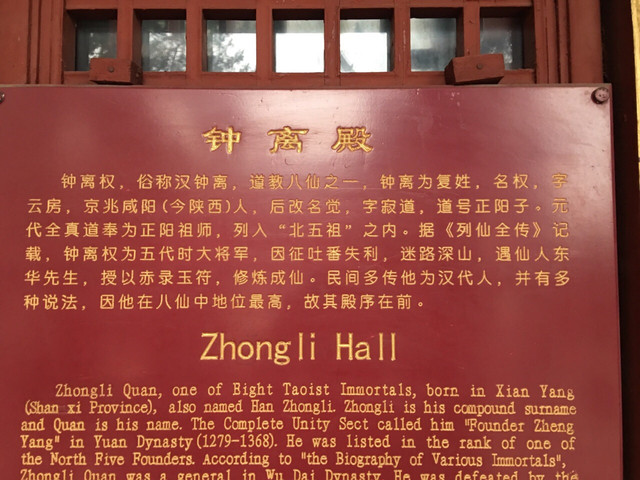 钟离殿
钟离权，俗称汉钟离，道教八仙之一，钟离为复姓，名权，字
云房，京兆咸阳(今陕西)人，后改名觉，字寂道，道号正阳子。元
代全真道奉为正阳祖师，列入“北五祖”之内。据《列仙全传》记
载，钟离权为五代时大将军，因征吐番失利，迷路深山，遇仙人东
华先生，授以赤录玉符，修炼成仙。民间多传他为汉代人，并有多
种说法，因他在八仙中地位最高，故其殿序在前。
Zhongli Hall
Zhongli Quan, one of Bight Taoist Immortals, born in Xian Yang
(Shan xi Province), also named Han Zhongli. Zhongli is his compound surname
and Quan is his name. The Complete Unity Sect called him "Founder Zheng
Yang" in Yuan Dynasty(1279-1368). He was listed in the rank of one of
the North Five Founders. According to "the Biography of Various Immortals",
Zhongli Quan was a general in Wu Dai Dynasty. He was defeated by the